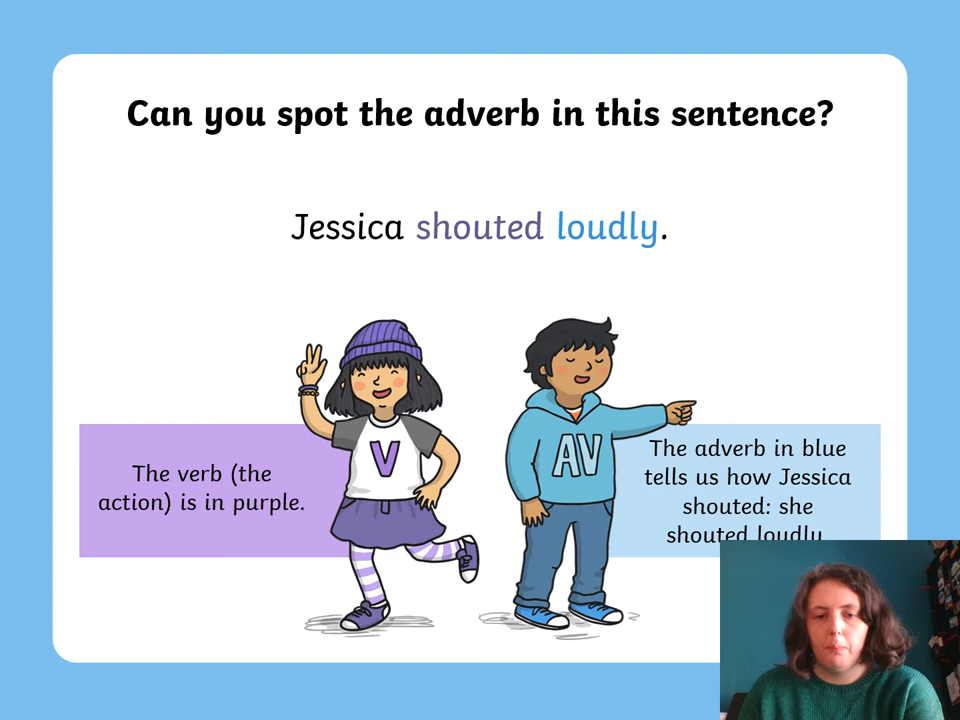 Can you spot the adverb in this sentence?
Jessica shouted loudly.
V
AV
The verb (the
action) is in purple.
The adverb in blue
tells us how Jessica
shouted: she
shouted loudly